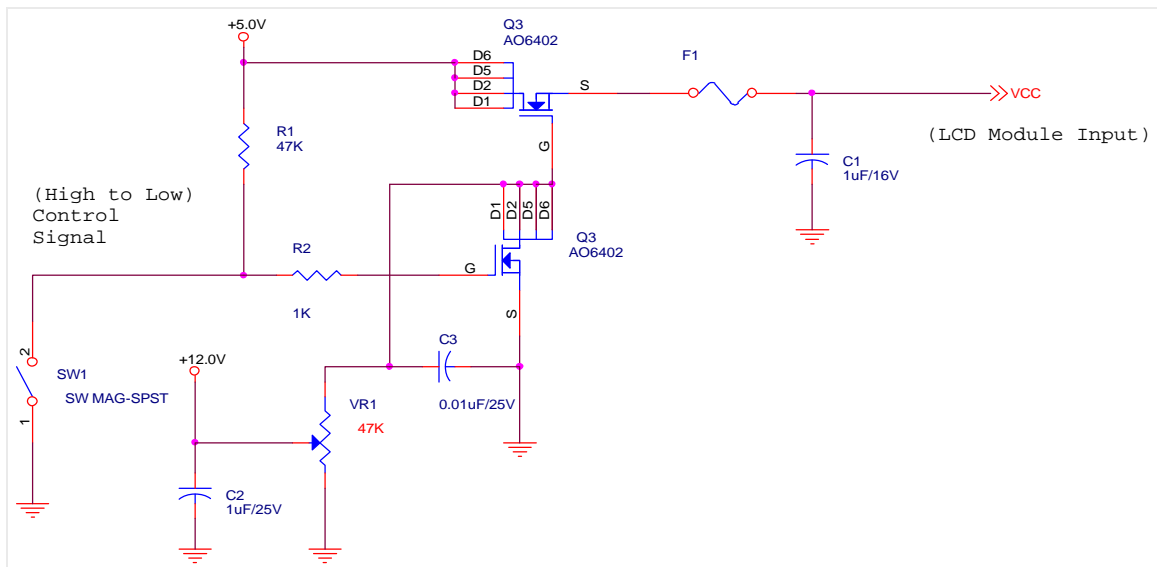 +5.0V
Q3
AO6402
D6
D5
D2
D1
S
G
F1
VCC
(LCD Module Input)
R1
47K
C1
1uF/16V
(High to Low)
Control
Signal
D1
D2
D5
D6
Q3
AO6402
R2
1K
G
S
+12.0V
C3
0.01uF/25V
2
SW1
SW MAG-SPST
1
VR1
47K
C2
1uF/25V